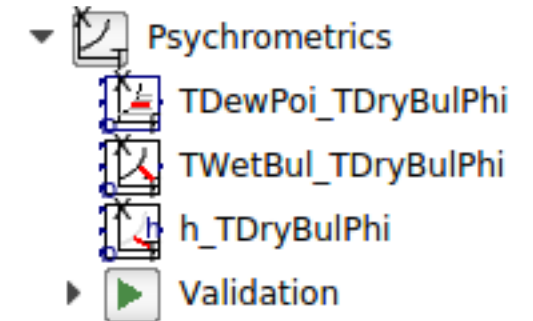 Psychrometrics
TDewPoi_TDryBulPhi
TWetBul_TDryBulPhi
h_TDryBulPhi
Validation